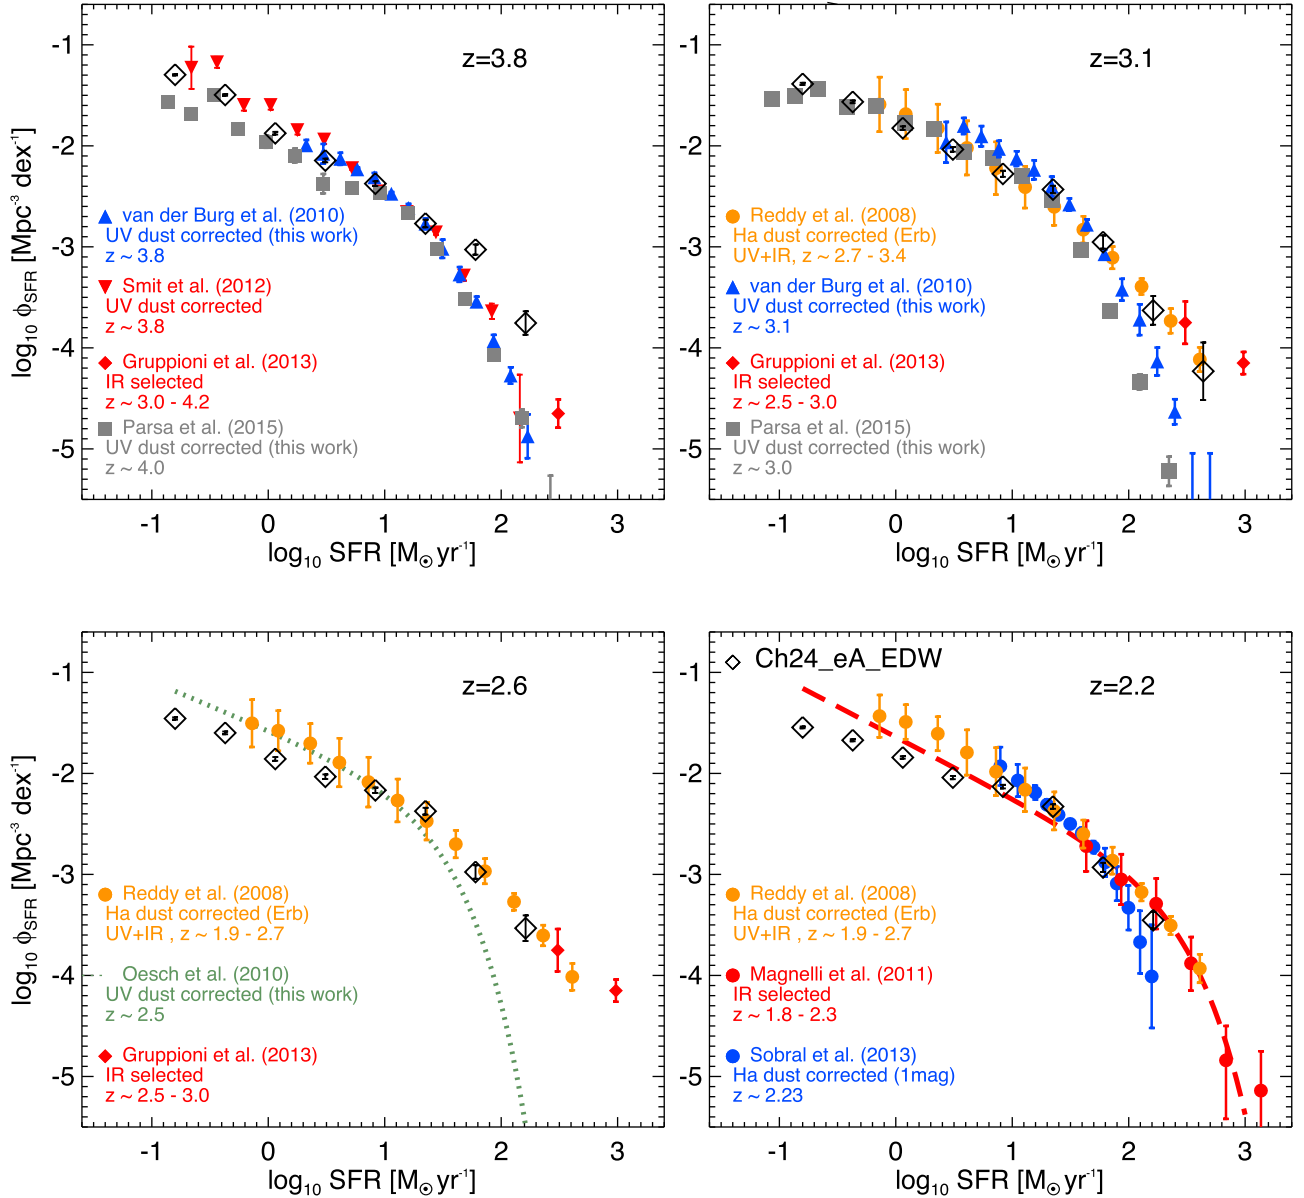 z=3.8
-1
-2
-3
-4
-5
log₁₀ ϕSFR [Mpc⁻³ dex⁻¹]
van der Burg et al. (2010)
UV dust corrected (this work)
z ~ 3.8
Smit et al. (2012)
UV dust corrected
z ~ 3.8
Gruppioni et al. (2013)
IR selected
z ~ 3.0 - 4.2
Parsa et al. (2015)
UV dust corrected (this work)
z ~ 4.0
-1 0 1 2 3
log₁₀ SFR [M⊙ yr⁻¹]
z=3.1
-1
-2
-3
-4
-5
Reddy et al. (2008)
Ha dust corrected (Erb)
UV+IR, z ~ 2.7 - 3.4
van der Burg et al. (2010)
UV dust corrected (this work)
z ~ 3.1
Gruppioni et al. (2013)
IR selected
z ~ 2.5 - 3.0
Parsa et al. (2015)
UV dust corrected (this work)
z ~ 3.0
-1 0 1 2 3
log₁₀ SFR [M⊙ yr⁻¹]
z=2.6
-1
-2
-3
-4
-5
log₁₀ ϕSFR [Mpc⁻³ dex⁻¹]
Reddy et al. (2008)
Ha dust corrected (Erb)
UV+IR , z ~ 1.9 - 2.7
Oesch et al. (2010)
UV dust corrected (this work)
z ~ 2.5
Gruppioni et al. (2013)
IR selected
z ~ 2.5 - 3.0
-1 0 1 2 3
log₁₀ SFR [M⊙ yr⁻¹]
Ch24_eA_EDW
z=2.2
-1
-2
-3
-4
-5
Reddy et al. (2008)
Ha dust corrected (Erb)
UV+IR , z ~ 1.9 - 2.7
Magnelli et al. (2011)
IR selected
z ~ 1.8 - 2.3
Sobral et al. (2013)
Ha dust corrected (1mag)
z ~ 2.23
-1 0 1 2 3
log₁₀ SFR [M⊙ yr⁻¹]